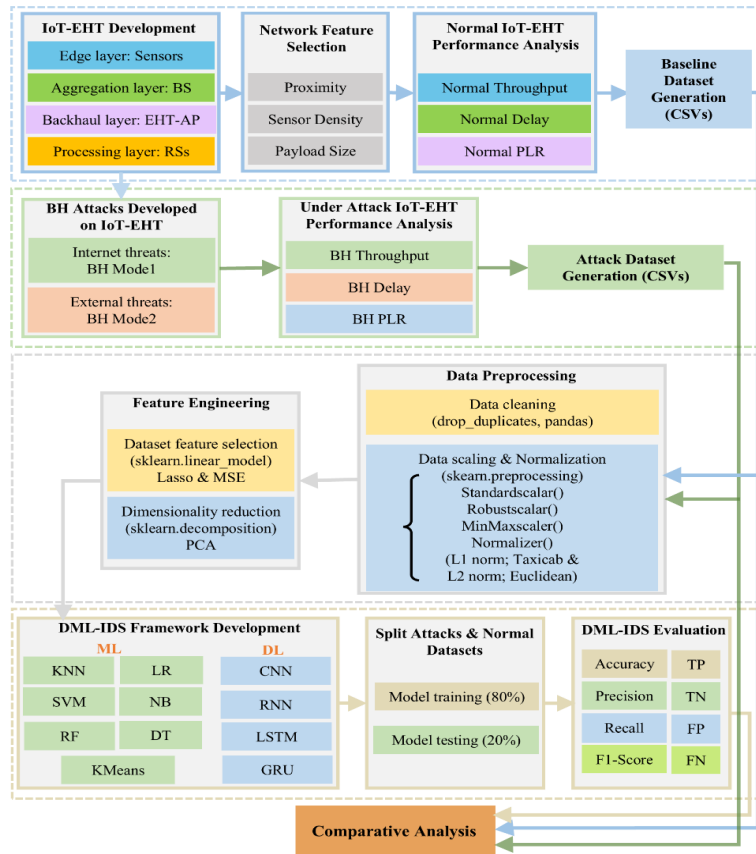 IoT-EHT Development
Edge layer: Sensors
Aggregation layer: BS
Backhaul layer: EHT-AP
Processing layer: RSs
Network Feature
Selection
Proximity
Sensor Density
Payload Size
Normal IoT-EHT
Performance Analysis
Normal Throughput
Normal Delay
Normal PLR
Baseline
Dataset
Generation
(CSVs)
BH Attacks Developed
on IoT-EHT
Internet threats:
BH Mode1
External threats:
BH Mode2
Under Attack IoT-EHT
Performance Analysis
BH Throughput
BH Delay
BH PLR
Attack Dataset
Generation (CSVs)
Data Preprocessing
Data cleaning
(drop_duplicates, pandas)
Data scaling & Normalization
(skearn.preprocessing)
Standardscalar()
Robustscalar()
MinMaxscaler()
Normalizer()
(L1 norm; Taxicab &
L2 norm; Euclidean)
Feature Engineering
Dataset feature selection
(sklearn.linear_model)
Lasso & MSE
Dimensionality reduction
(sklearn.decomposition)
PCA
DML-IDS Framework Development
ML
KNN
LR
SVM
NB
RF
DT
KMeans
DL
CNN
RNN
LSTM
GRU
Split Attacks & Normal
Datasets
Model training (80%)
Model testing (20%)
DML-IDS Evaluation
Accuracy
TP
Precision
TN
Recall
FP
F1-Score
FN
Comparative Analysis